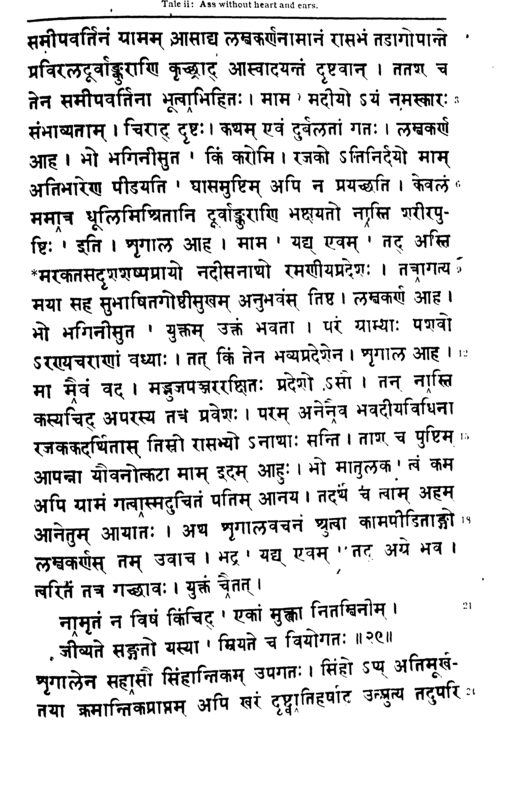 Tale ii: Ass without heart and ears.
समीपवर्तिनं यामम् आसाद्य लम्बकर्णनामानं रासभं तडागोपान्ते
प्रविरलदूर्वाङ्कुराणि कृच्छ्राद् आस्वादयन्तं दृष्टवान् । ततश् च
तेन समीपवर्तिना भूत्वाभिहितः । माम ' मदीयो ऽयं नमस्कारः 3
संभाव्यताम् । चिराद् दृष्टः । कथम् एवं दुर्बलतां गतः । लम्बकर्ण
आह । भो भगिनीसुत ' किं करोमि । रजको ऽतिनिर्दयो माम्
अतिभारेण पीडयति ' घासमुष्टिम् अपि न प्रयच्छति । केवलं 6
ममात्र धूलिमिश्रितानि दूर्वाङ्कुराणि भक्षयतो नास्ति शरीरपु-
ष्टिः ' इति । शृगाल आह । माम ' यद्य् एवम् ' तद् अस्ति
*मरकतसदृशशष्पप्रायो नदीसनाथो रमणीयप्रदेशः । तत्रागत्य 9
मया सह सुभाषितगोष्ठीसुखम् अनुभवंस् तिष्ठ । लम्बकर्ण आह ।
भो भगिनीसुत ' युक्तम् उक्तं भवता । परं याम्याः पशवो
ऽरण्यचराणां वध्याः । तत् किं तेन भव्यप्रदेशेन । शृगाल आह । 12
मा मैवं वद । मद्भुजपञ्जररक्षितः प्रदेशो ऽसौ । तन् नास्ति
कस्यचिद् अपरस्य तत्र प्रवेशः । परम् अनेनैव भवदीयविधिना
रजककदर्थितास् तिस्रो रासभ्यो ऽनाथाः सन्ति । ताश् च पुष्टिम् 15
आपन्ना यौवनोत्कटा माम् इदम् आहुः । भो मातुलक ' त्वं कम
अपि यामं गत्वास्मदुचितं पतिम् आनय । तदर्थं च त्वाम् अहम्
आनेतुम् आयातः । अथ शृगालवचनं श्रुत्वा कामपीडिताङ्गो 18
लम्बकर्णस् तम् उवाच । भद्र ' यद्य् एवम् ' तद् अग्रे भव ।
त्वरितं तत्र गच्छावः । युक्तं चैतत् ।
नामृतं न विषं किंचिद् ' एकां मुक्त्वा नितम्बिनीम् । 21
जीव्यते सङ्गतो यस्या ' म्रियते च वियोगतः ॥२९॥
शृगालेन सहासौ सिंहान्तिकम् उपगतः । सिंहो ऽप्य् अतिमूर्ख-
तया क्रमान्तिकप्राप्तम् अपि खरं दृष्ट्वातिहर्षाद् उत्प्लुत्य तदुपरि 24